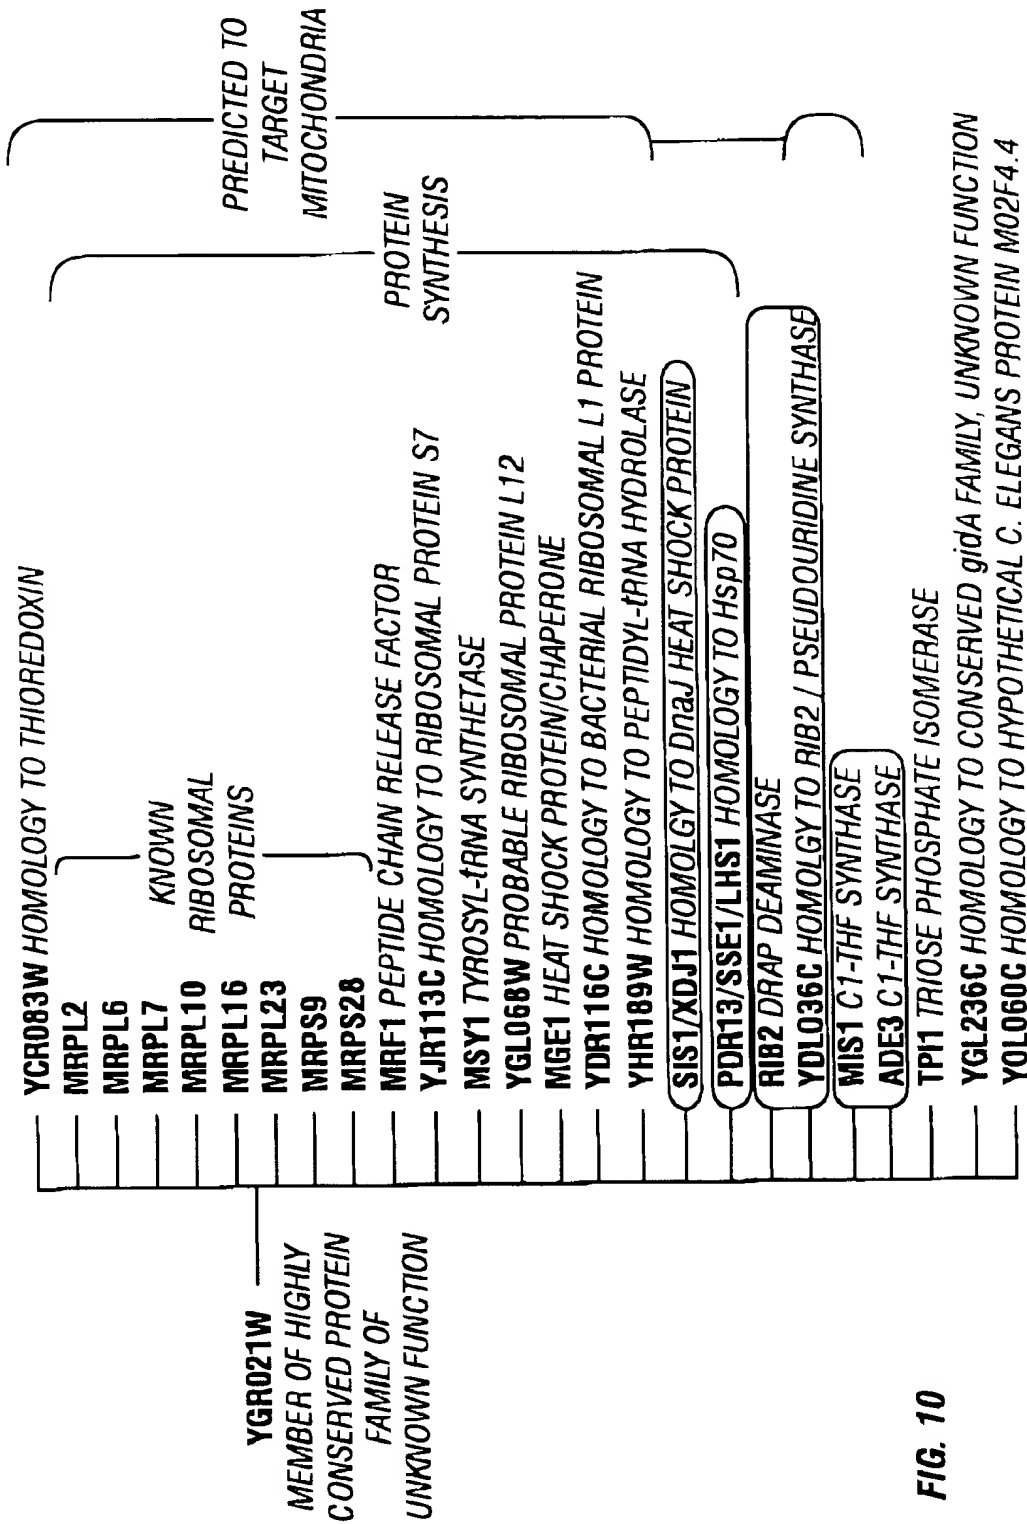 YGR021W
MEMBER OF HIGHLY
CONSERVED PROTEIN
FAMILY OF
UNKNOWN FUNCTION
YCR083W HOMOLOGY TO THIOREDOXIN
MRPL2
MRPL6
MRPL7
MRPL10
MRPL16
MRPL23
MRPS9
MRPS28
KNOWN
RIBOSOMAL
PROTEINS
MRF1 PEPTIDE CHAIN RELEASE FACTOR
YJR113C HOMOLOGY TO RIBOSOMAL PROTEIN S7
MSY1 TYROSYL-tRNA SYNTHETASE
YGL068W PROBABLE RIBOSOMAL PROTEIN L12
MGE1 HEAT SHOCK PROTEIN/CHAPERONE
YDR116C HOMOLOGY TO BACTERIAL RIBOSOMAL L1 PROTEIN
YHR189W HOMOLOGY TO PEPTIDYL-tRNA HYDROLASE
SIS1/XDJ1 HOMOLGY TO DnaJ HEAT SHOCK PROTEIN
PDR13/SSE1/LHS1 HOMOLOGY TO Hsp70
RIB2 DRAP DEAMINASE
YDL036C HOMOLGY TO RIB2 / PSEUDOURIDINE SYNTHASE
MIS1 C1-THF SYNTHASE
ADE3 C1-THF SYNTHASE
TPI1 TRIOSE PHOSPHATE ISOMERASE
YGL236C HOMOLOGY TO CONSERVED gidA FAMILY, UNKNOWN FUNCTION
YOL060C HOMOLOGY TO HYPOTHETICAL C. ELEGANS PROTEIN M02F4.4
PROTEIN
SYNTHESIS
PREDICTED TO
TARGET
MITOCHONDRIA
FIG. 10